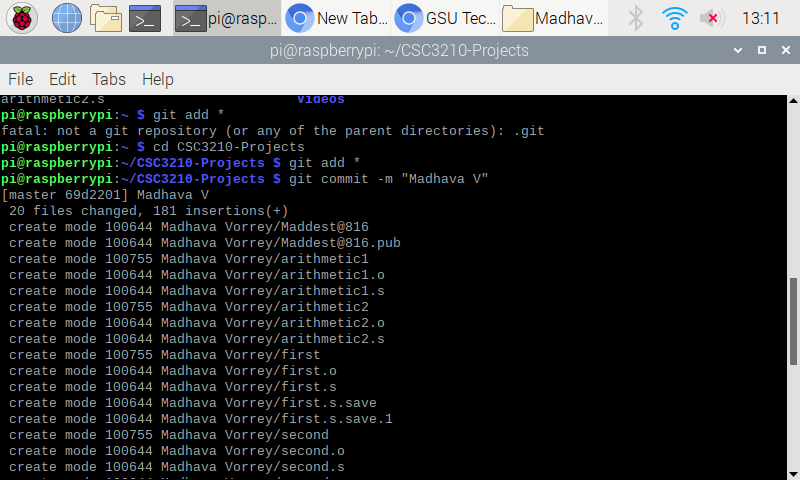 pi@rasp... New Tab... GSU Tec... Madhava... 13:11
pi@raspberrypi: ~/CSC3210-Projects
File Edit Tabs Help
arithmetic2.s Videos
pi@raspberrypi:~ $ git add *
fatal: not a git repository (or any of the parent directories): .git
pi@raspberrypi:~ $ cd CSC3210-Projects
pi@raspberrypi:~/CSC3210-Projects $ git add *
pi@raspberrypi:~/CSC3210-Projects $ git commit -m "Madhava V"
[master 69d2201] Madhava V
 20 files changed, 181 insertions(+)
 create mode 100644 Madhava Vorrey/Maddest@816
 create mode 100644 Madhava Vorrey/Maddest@816.pub
 create mode 100755 Madhava Vorrey/arithmetic1
 create mode 100644 Madhava Vorrey/arithmetic1.o
 create mode 100644 Madhava Vorrey/arithmetic1.s
 create mode 100755 Madhava Vorrey/arithmetic2
 create mode 100644 Madhava Vorrey/arithmetic2.o
 create mode 100644 Madhava Vorrey/arithmetic2.s
 create mode 100755 Madhava Vorrey/first
 create mode 100644 Madhava Vorrey/first.o
 create mode 100644 Madhava Vorrey/first.s
 create mode 100644 Madhava Vorrey/first.s.save
 create mode 100644 Madhava Vorrey/first.s.save.1
 create mode 100755 Madhava Vorrey/second
 create mode 100644 Madhava Vorrey/second.o
 create mode 100644 Madhava Vorrey/second.s